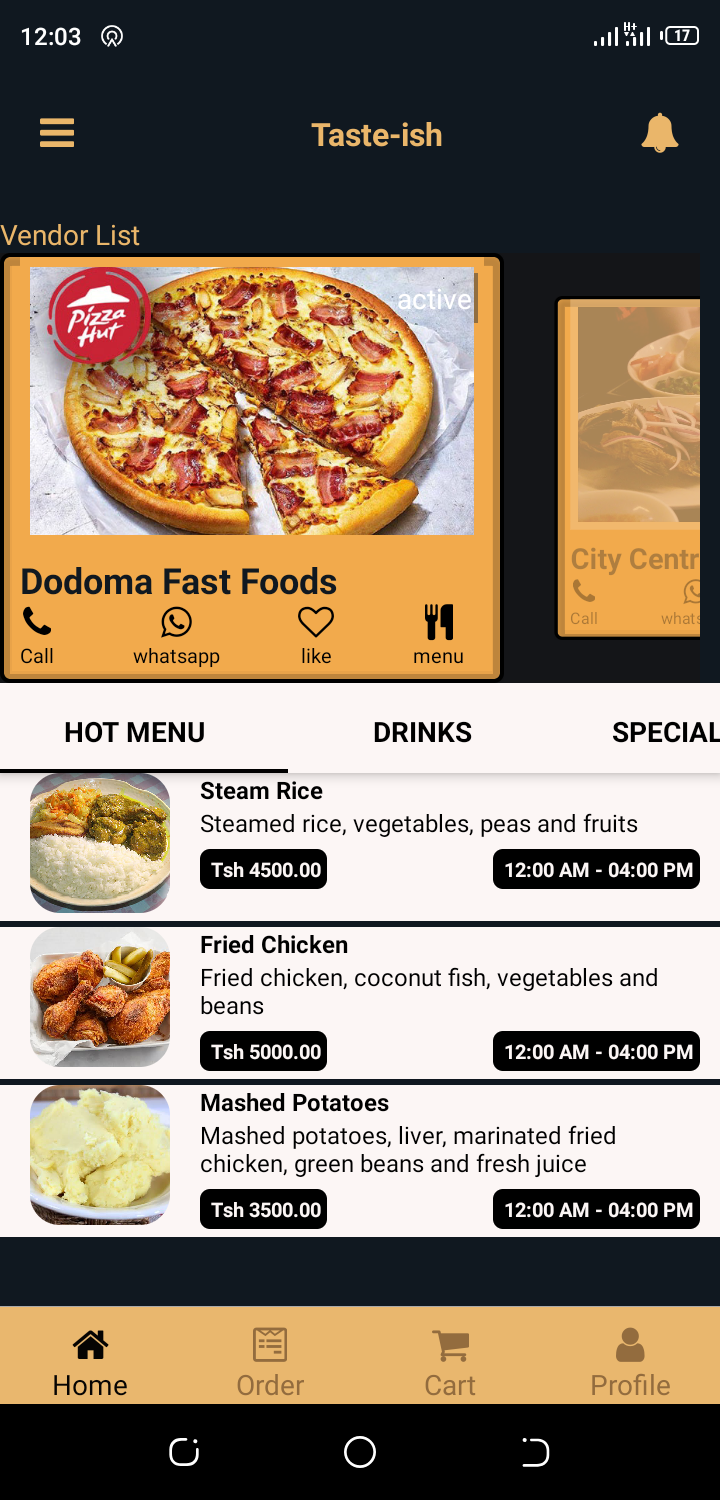 12:03
H+
17
Taste-ish
Vendor List
Pizza
Hut
active
Dodoma Fast Foods
Call
whatsapp
like
menu
City Centr
Call
whats
HOT MENU
DRINKS
SPECIAL
Steam Rice
Steamed rice, vegetables, peas and fruits
Tsh 4500.00
12:00 AM - 04:00 PM
Fried Chicken
Fried chicken, coconut fish, vegetables and
beans
Tsh 5000.00
12:00 AM - 04:00 PM
Mashed Potatoes
Mashed potatoes, liver, marinated fried
chicken, green beans and fresh juice
Tsh 3500.00
12:00 AM - 04:00 PM
Home
Order
Cart
Profile